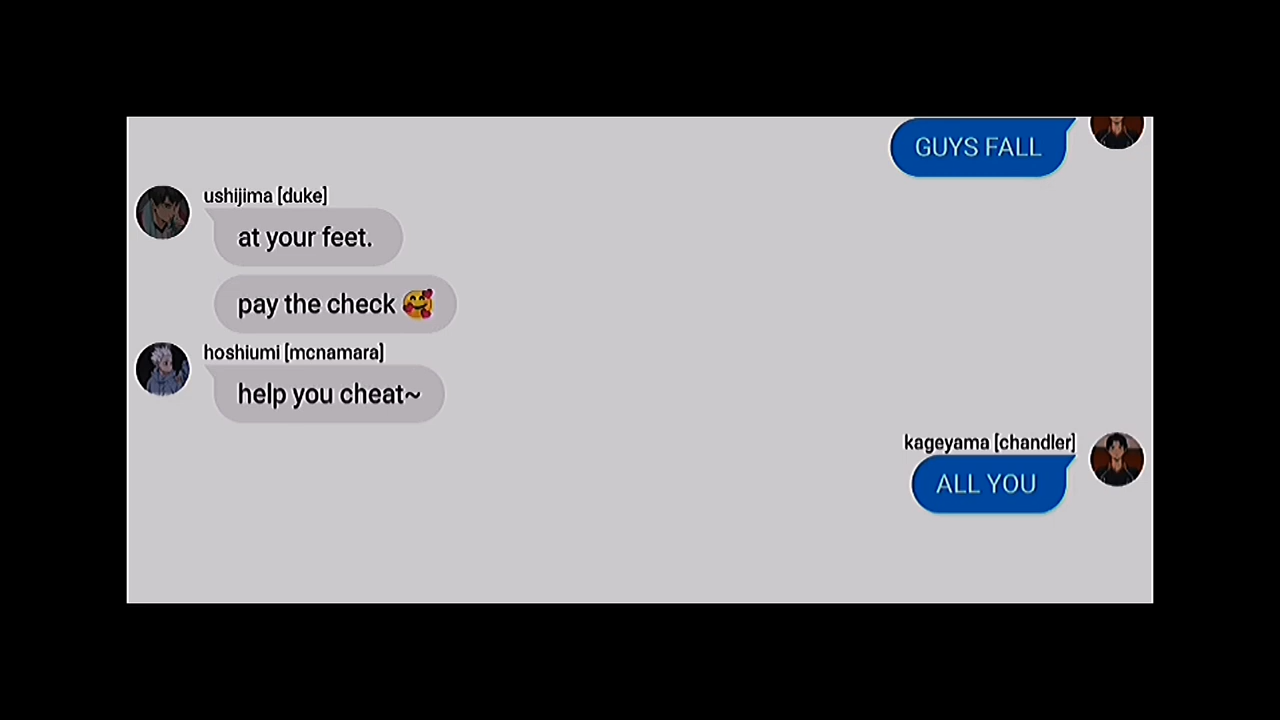 GUYS FALL
ushijima [duke]
at your feet.
pay the check 🥰
hoshiumi [mcnamara]
help you cheat~
kageyama [chandler]
ALL YOU